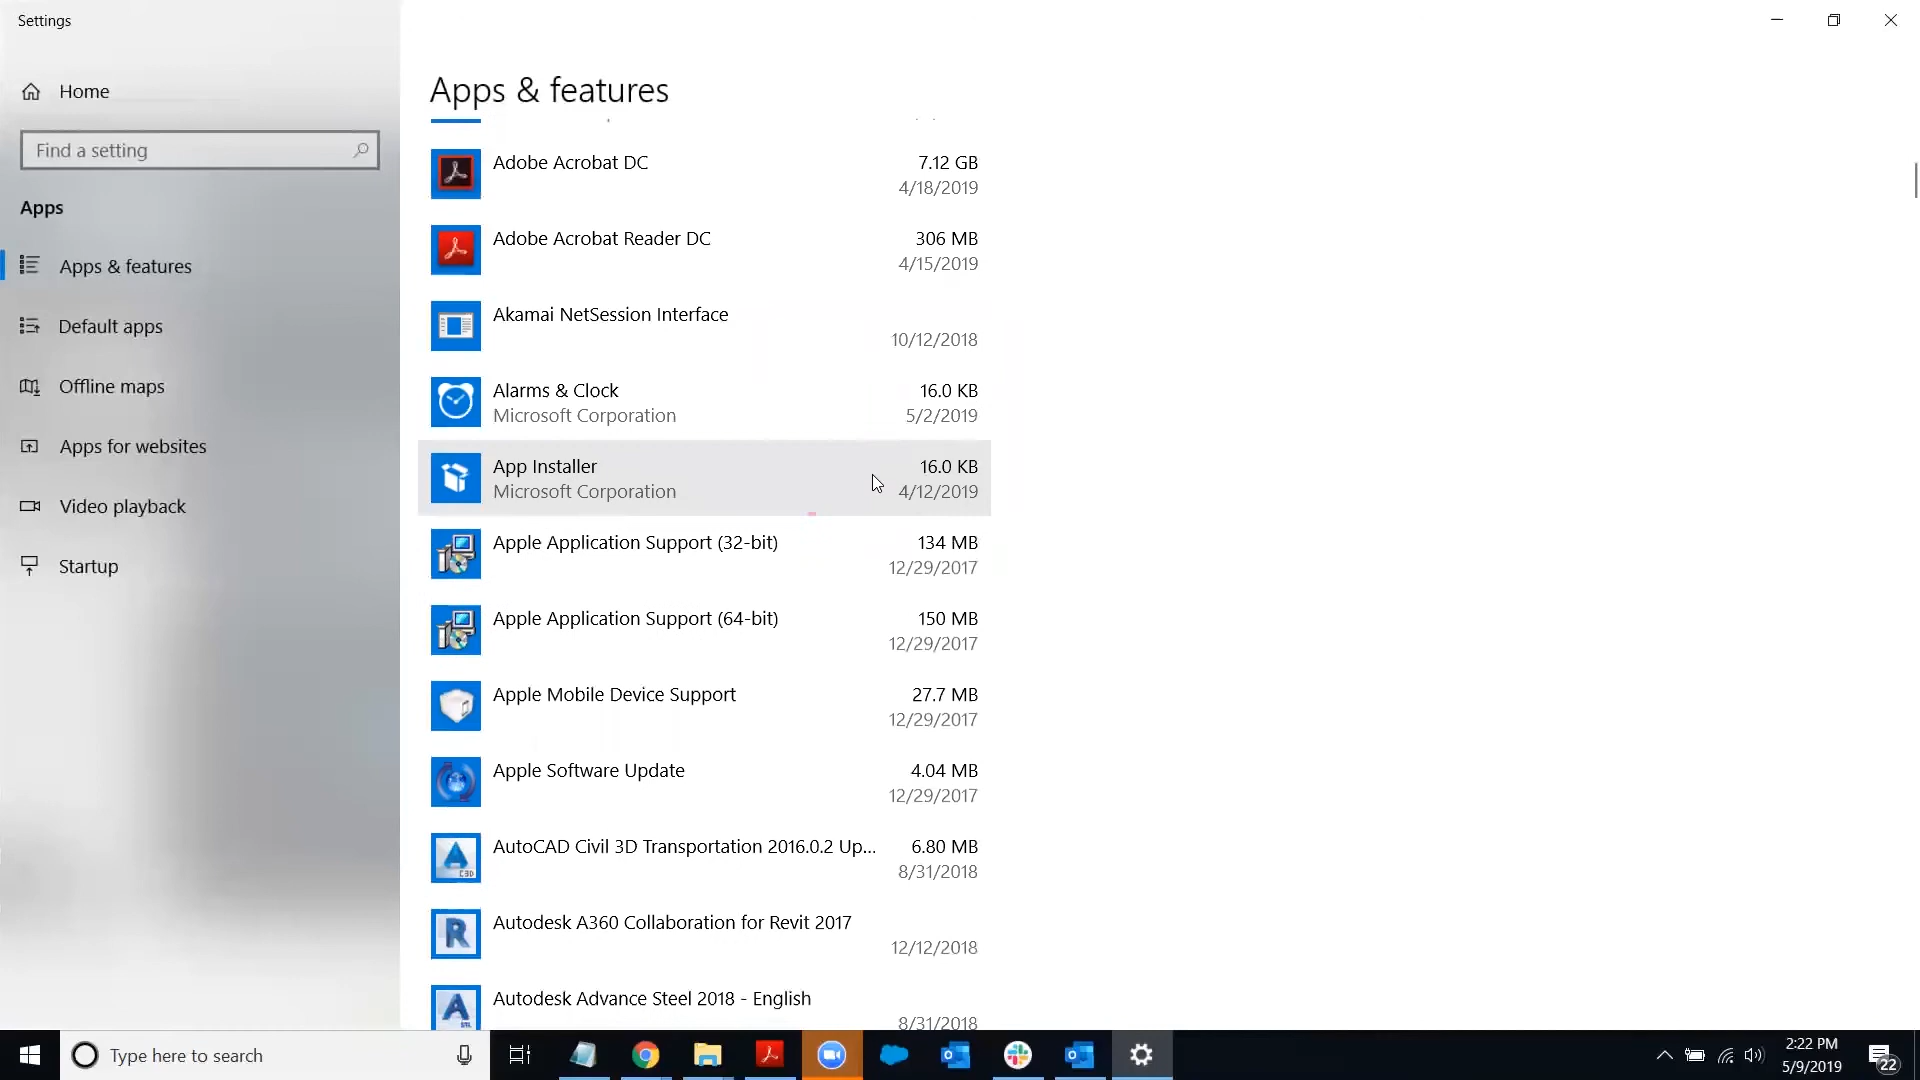 Settings
Home
Find a setting
Apps
Apps & features
Default apps
Offline maps
Apps for websites
Video playback
Startup
Apps & features
Adobe Acrobat DC
7.12 GB
4/18/2019
Adobe Acrobat Reader DC
306 MB
4/15/2019
Akamai NetSession Interface
10/12/2018
Alarms & Clock
16.0 KB
Microsoft Corporation
5/2/2019
App Installer
16.0 KB
Microsoft Corporation
4/12/2019
Apple Application Support (32-bit)
134 MB
12/29/2017
Apple Application Support (64-bit)
150 MB
12/29/2017
Apple Mobile Device Support
27.7 MB
12/29/2017
Apple Software Update
4.04 MB
12/29/2017
AutoCAD Civil 3D Transportation 2016.0.2 Up...
6.80 MB
8/31/2018
Autodesk A360 Collaboration for Revit 2017
12/12/2018
Autodesk Advance Steel 2018 - English
8/31/2018
Type here to search
2:22 PM
5/9/2019
22